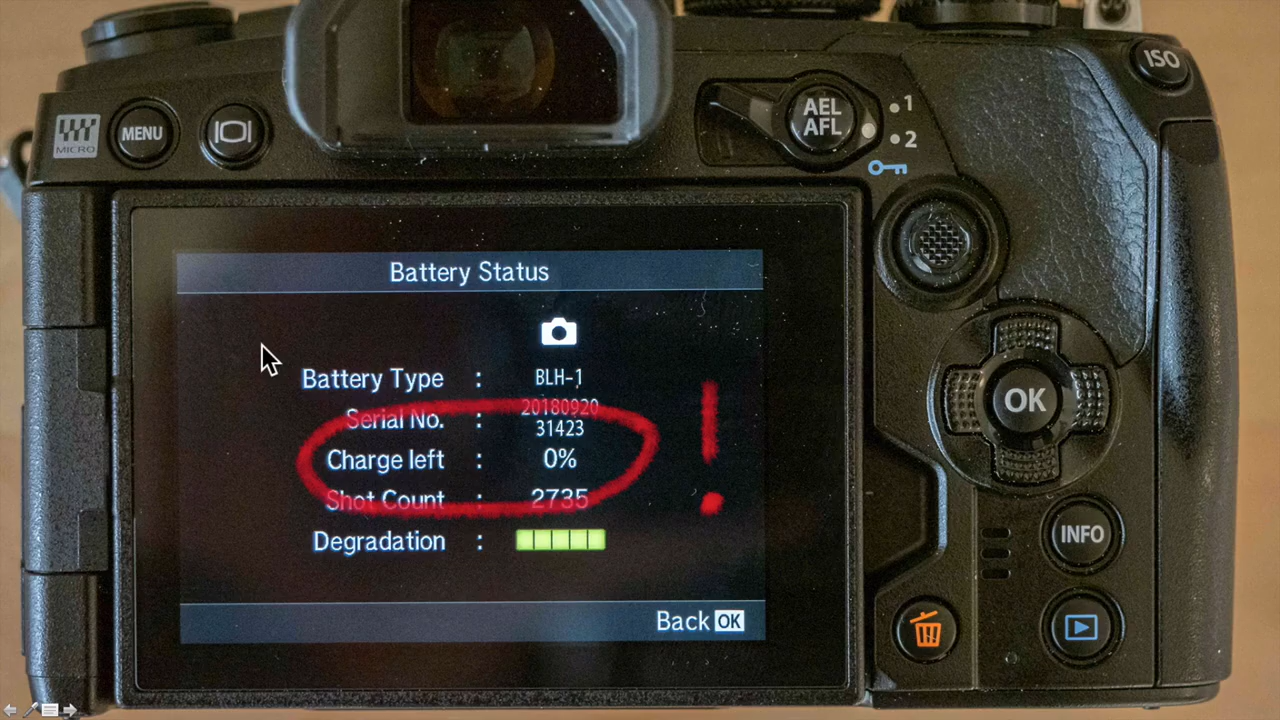 ISO
AEL
AFL
1
2
MICRO
MENU
Battery Status
Battery Type : BLH-1
Serial No. : 20180920
31423
Charge left : 0%
Shot Count : 2735
Degradation :
Back OK
OK
INFO